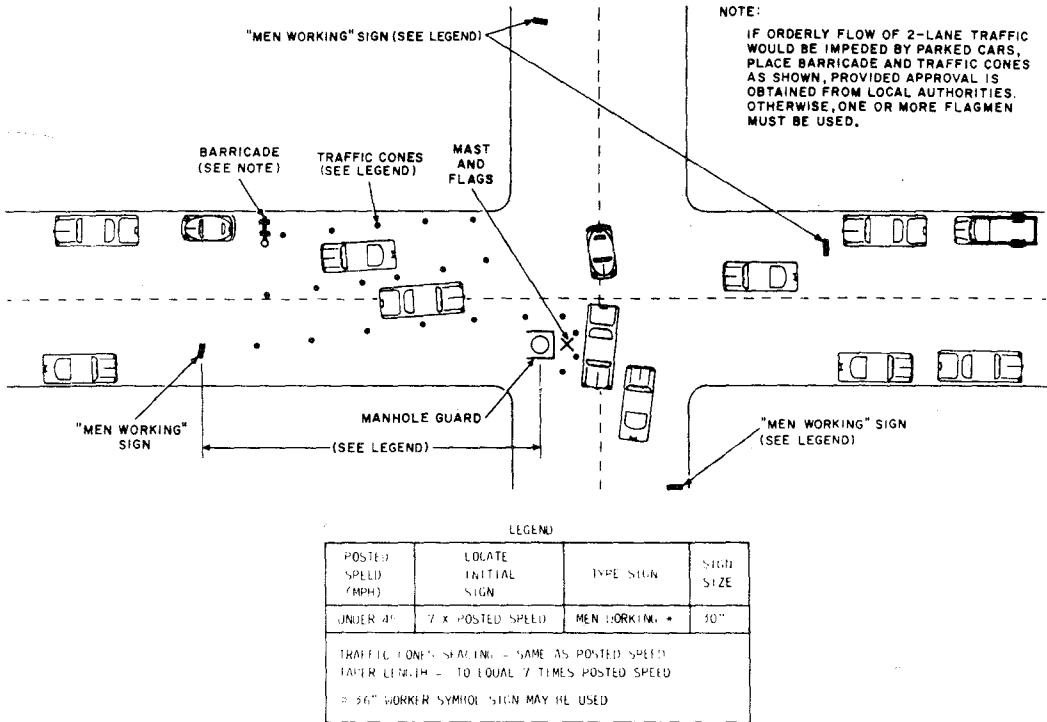 "MEN WORKING" SIGN (SEE LEGEND)
NOTE:
IF ORDERLY FLOW OF 2-LANE TRAFFIC
WOULD BE IMPEDED BY PARKED CARS,
PLACE BARRICADE AND TRAFFIC CONES
AS SHOWN, PROVIDED APPROVAL IS
OBTAINED FROM LOCAL AUTHORITIES.
OTHERWISE, ONE OR MORE FLAGMEN
MUST BE USED.
BARRICADE
(SEE NOTE)
TRAFFIC CONES
(SEE LEGEND)
MAST
AND
FLAGS
"MEN WORKING"
SIGN
MANHOLE GUARD
(SEE LEGEND)
"MEN WORKING" SIGN
(SEE LEGEND)
LEGEND
POSTED
SPEED
(MPH)
LOCATE
INITIAL
SIGN
TYPE SIGN
SIGN
SIZE
UNDER
7 X POSTED SPEED
MEN WORKING *
30"
TRAFFIC CONES SPACING - SAME AS POSTED SPEED
TAPER LENGTH - TO EQUAL 7 TIMES POSTED SPEED
* 36" WORKER SYMBOL SIGN MAY BE USED